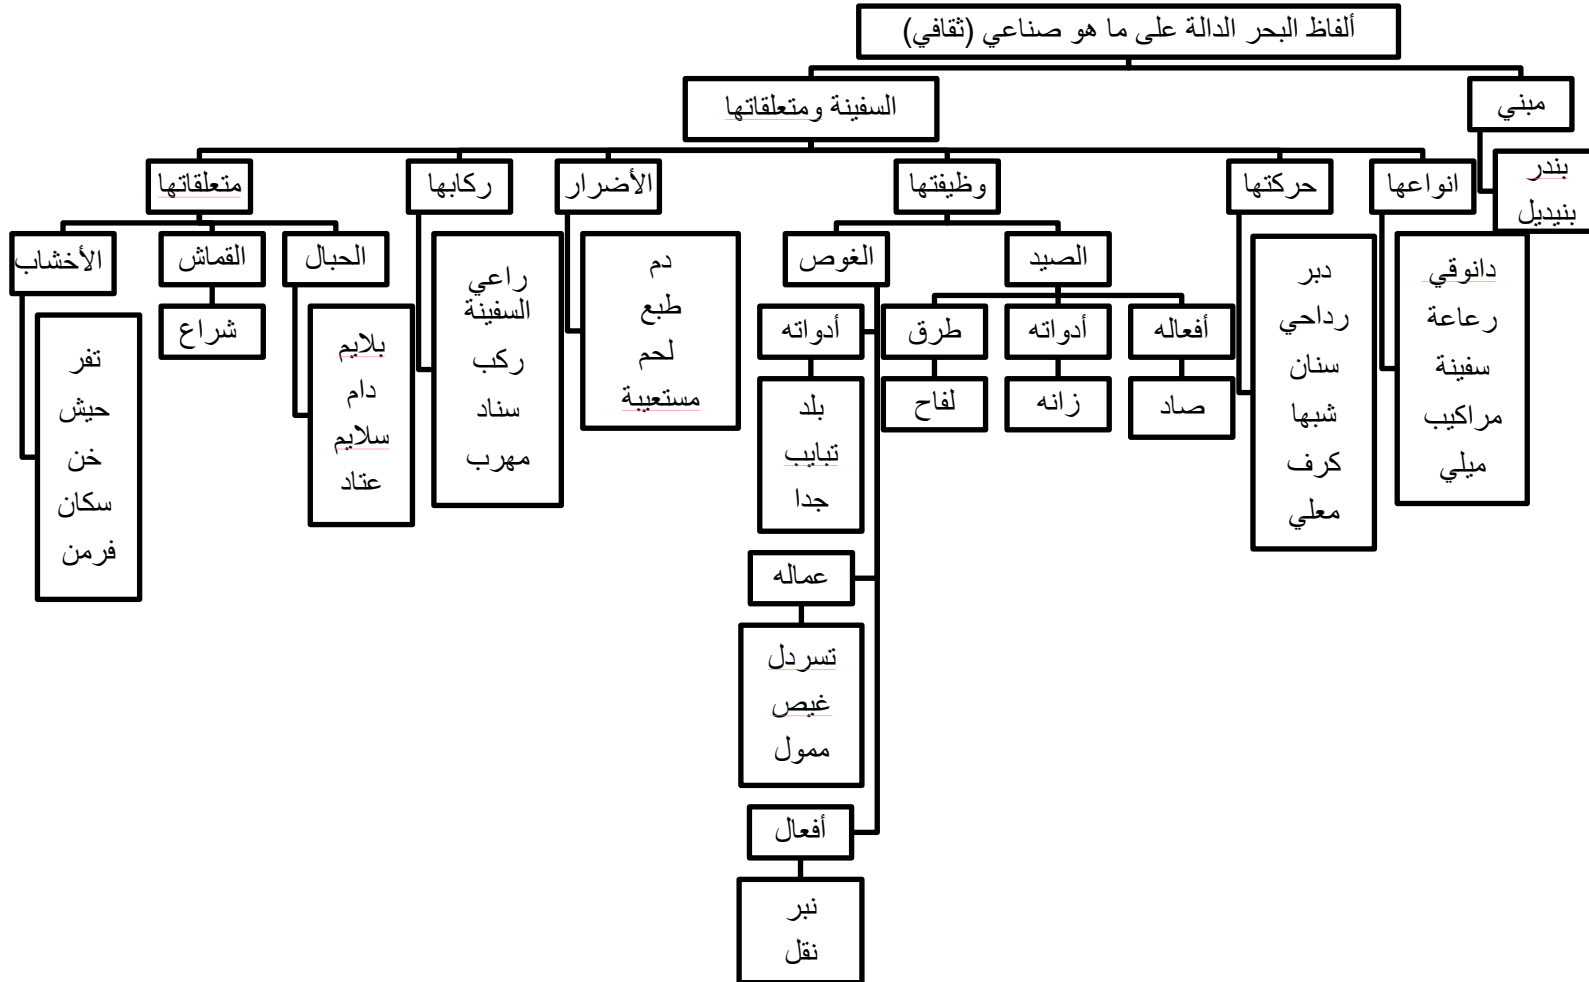 ألفاظ البحر الدالة على ما هو صناعي (ثقافي)
مبني
السفينة ومتعلقاتها
بندر
بنيديل
انواعها
حركتها
وظيفتها
الأضرار
ركابها
متعلقاتها
دانوقي
رعاعة
سفينة
مراكيب
ميلي
دبر
رداحي
سنان
شبها
كرف
معلي
الصيد
الغوص
أفعاله
أدواته
طرق
أدواته
صاد
زانه
لفاح
بلد
تبايب
جدا
عماله
تسردل
غيص
ممول
أفعال
نبر
نقل
دم
طبع
لحم
مستعيبة
راعي
السفينة
ركب
سناد
مهرب
الحبال
القماش
الأخشاب
بلايم
دام
سلايم
عتاد
شراع
تفر
حيش
خن
سكان
فرمن